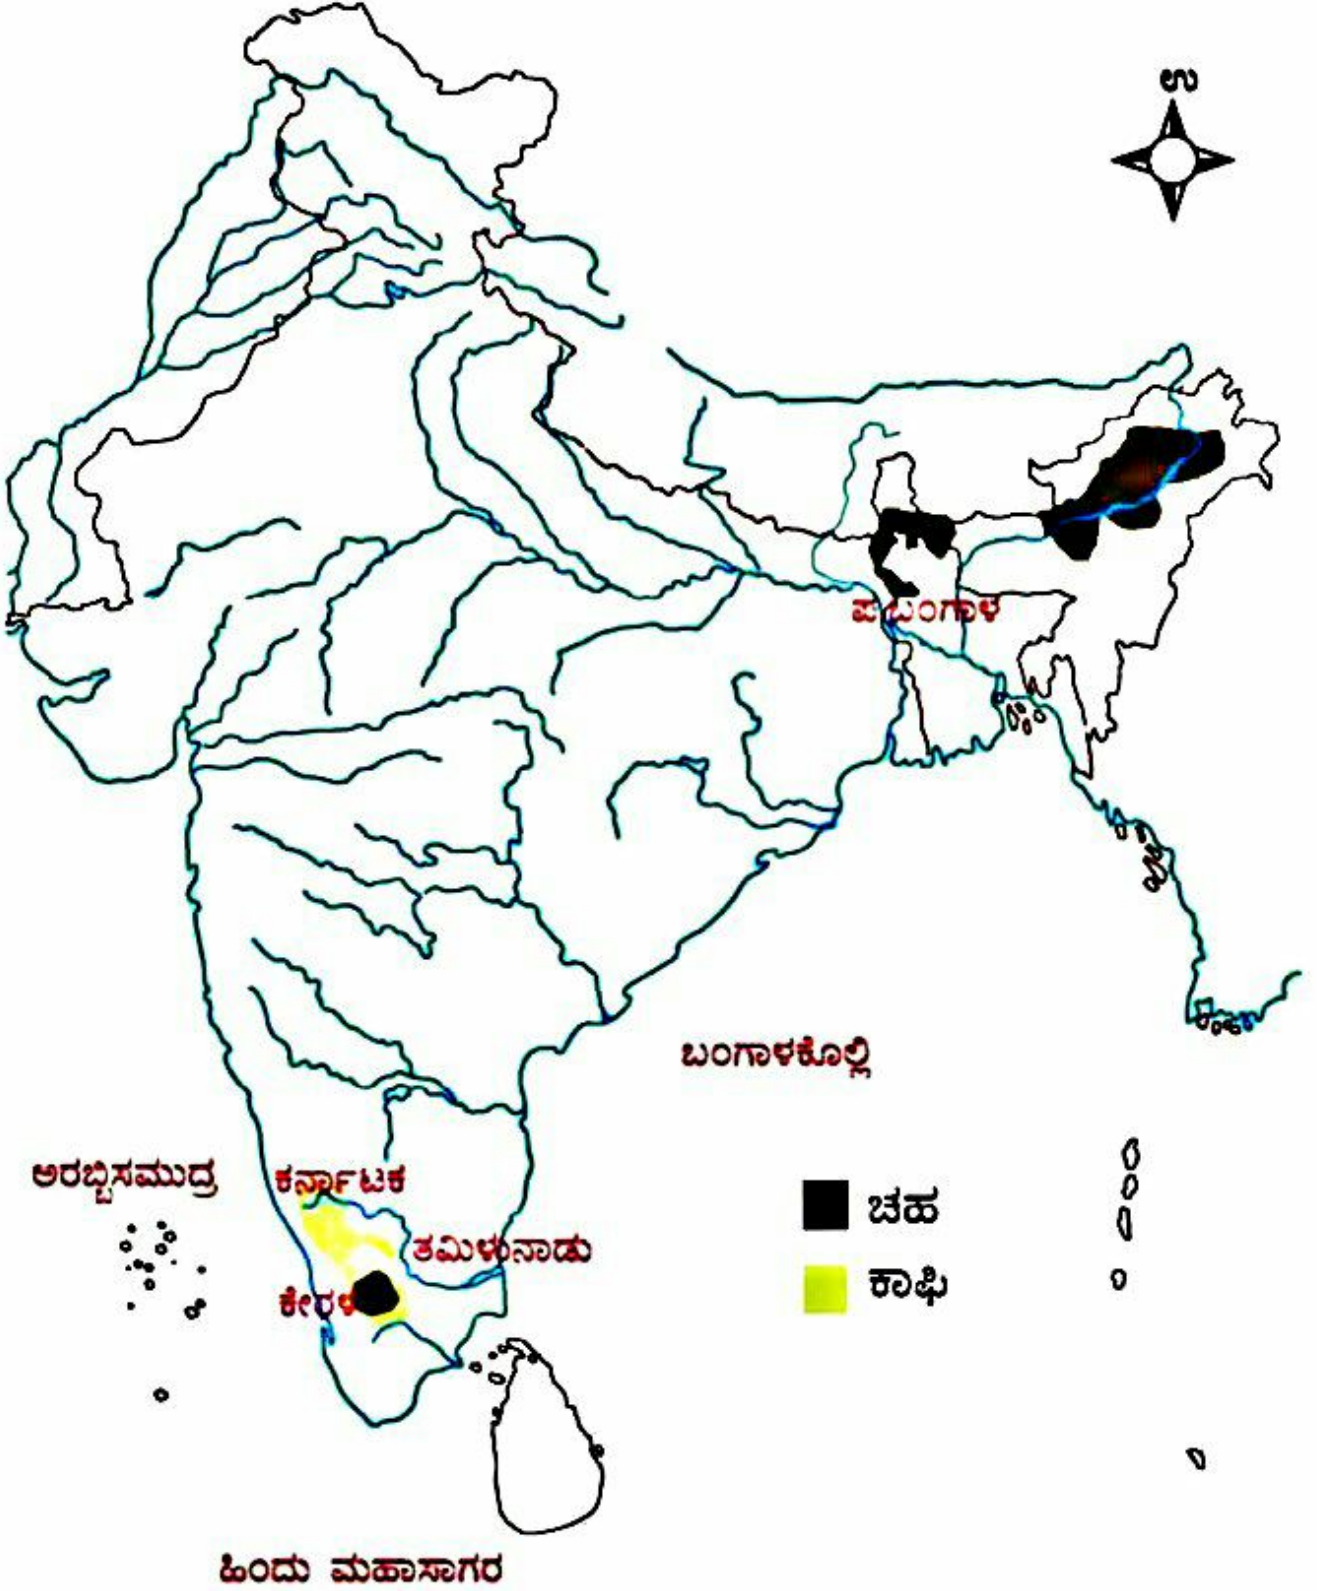 ಉ
ಪ.ಬಂಗಾಳ
ಬಂಗಾಳಕೊಲ್ಲಿ
ಅರಬ್ಬಿಸಮುದ್ರ
ಕರ್ನಾಟಕ
ತಮಿಳುನಾಡು
ಕೇರಳ
ಚಹ
ಕಾಫಿ
ಹಿಂದು ಮಹಾಸಾಗರ